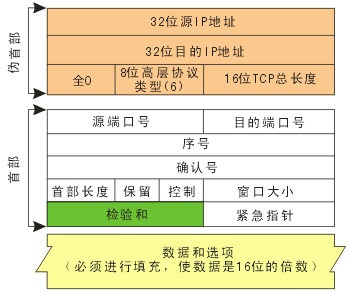 伪首部
32位源IP地址
32位目的IP地址
全0
8位高层协议
类型(6)
16位TCP总长度
首部
源端口号
目的端口号
序号
确认号
首部长度
保留
控制
窗口大小
检验和
紧急指针
数据和选项
(必须进行填充，使数据是16位的倍数)